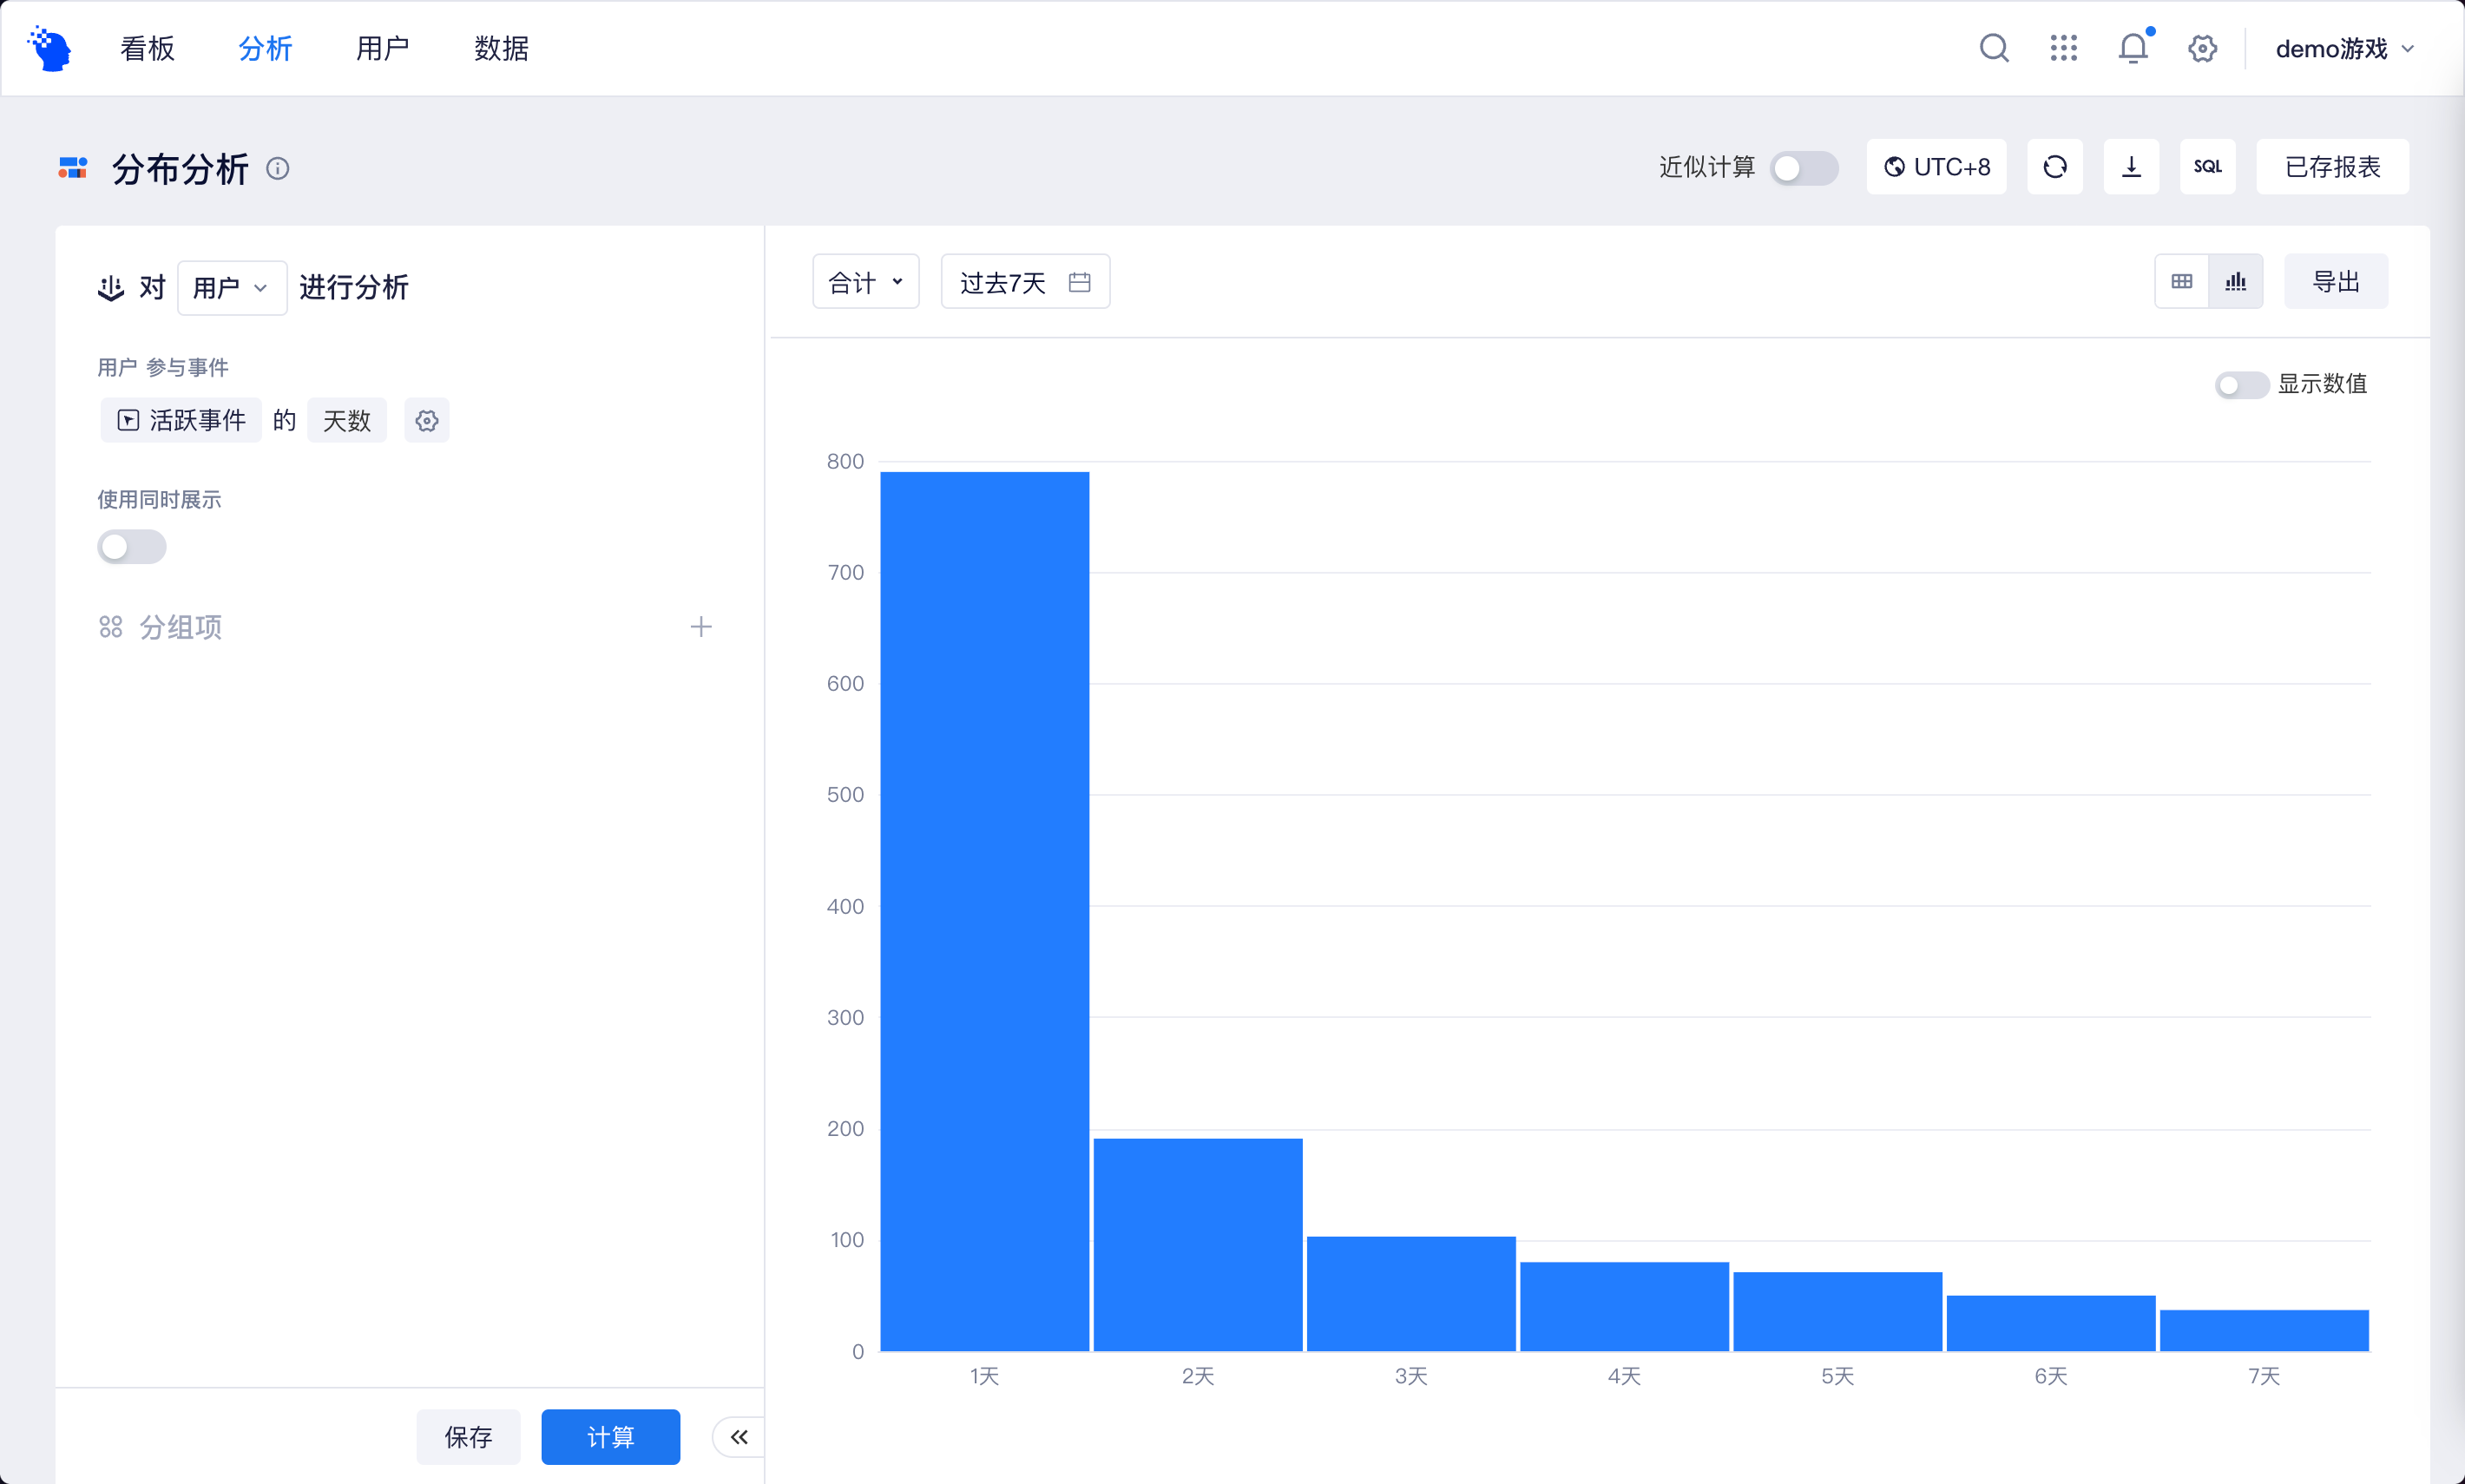 看板 分析 用户 数据 demo游戏
分布分析 近似计算 UTC+8 SQL 已存报表
对 用户 进行分析
用户 参与事件
活跃事件 的 天数
使用同时展示
分组项
保存 计算
合计 过去7天 导出
显示数值
800
700
600
500
400
300
200
100
0
1天 2天 3天 4天 5天 6天 7天